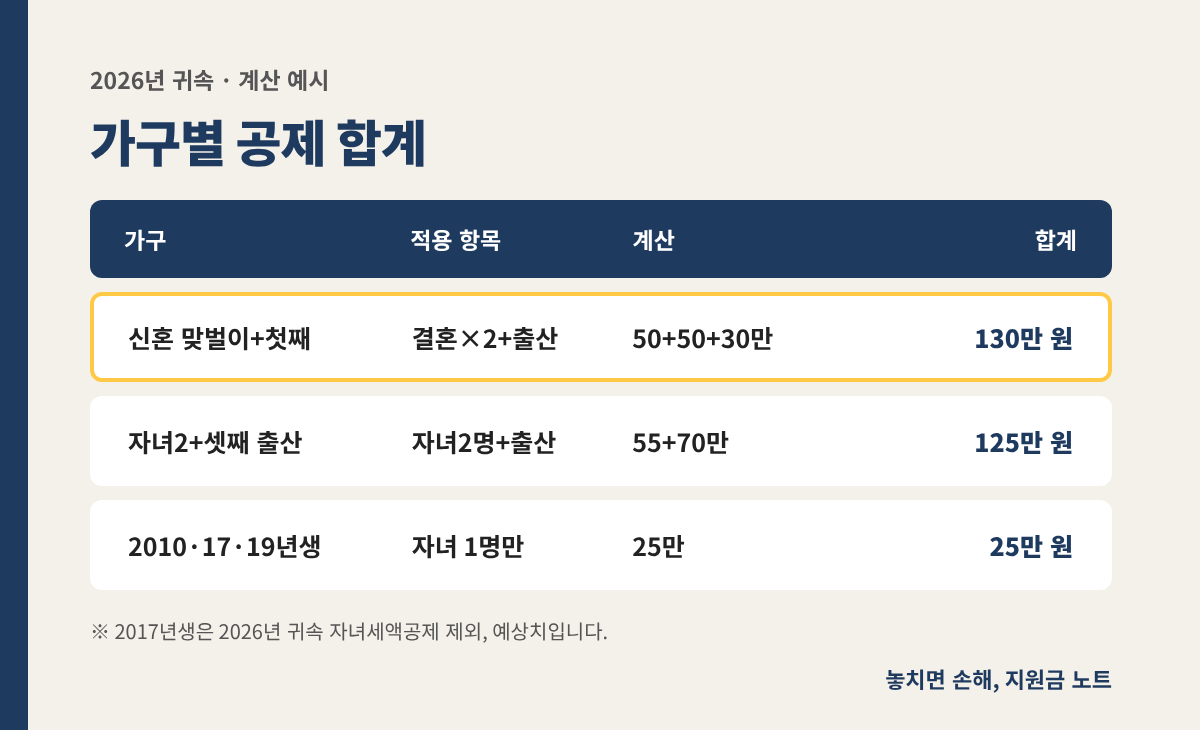 2026년 귀속 · 계산 예시
가구별 공제 합계
가구 적용 항목 계산 합계
신혼 맞벌이+첫째 결혼×2+출산 50+50+30만 130만 원
자녀2+셋째 출산 자녀2명+출산 55+70만 125만 원
2010·17·19년생 자녀 1명만 25만 25만 원
※ 2017년생은 2026년 귀속 자녀세액공제 제외, 예상치입니다.
놓치면 손해, 지원금 노트